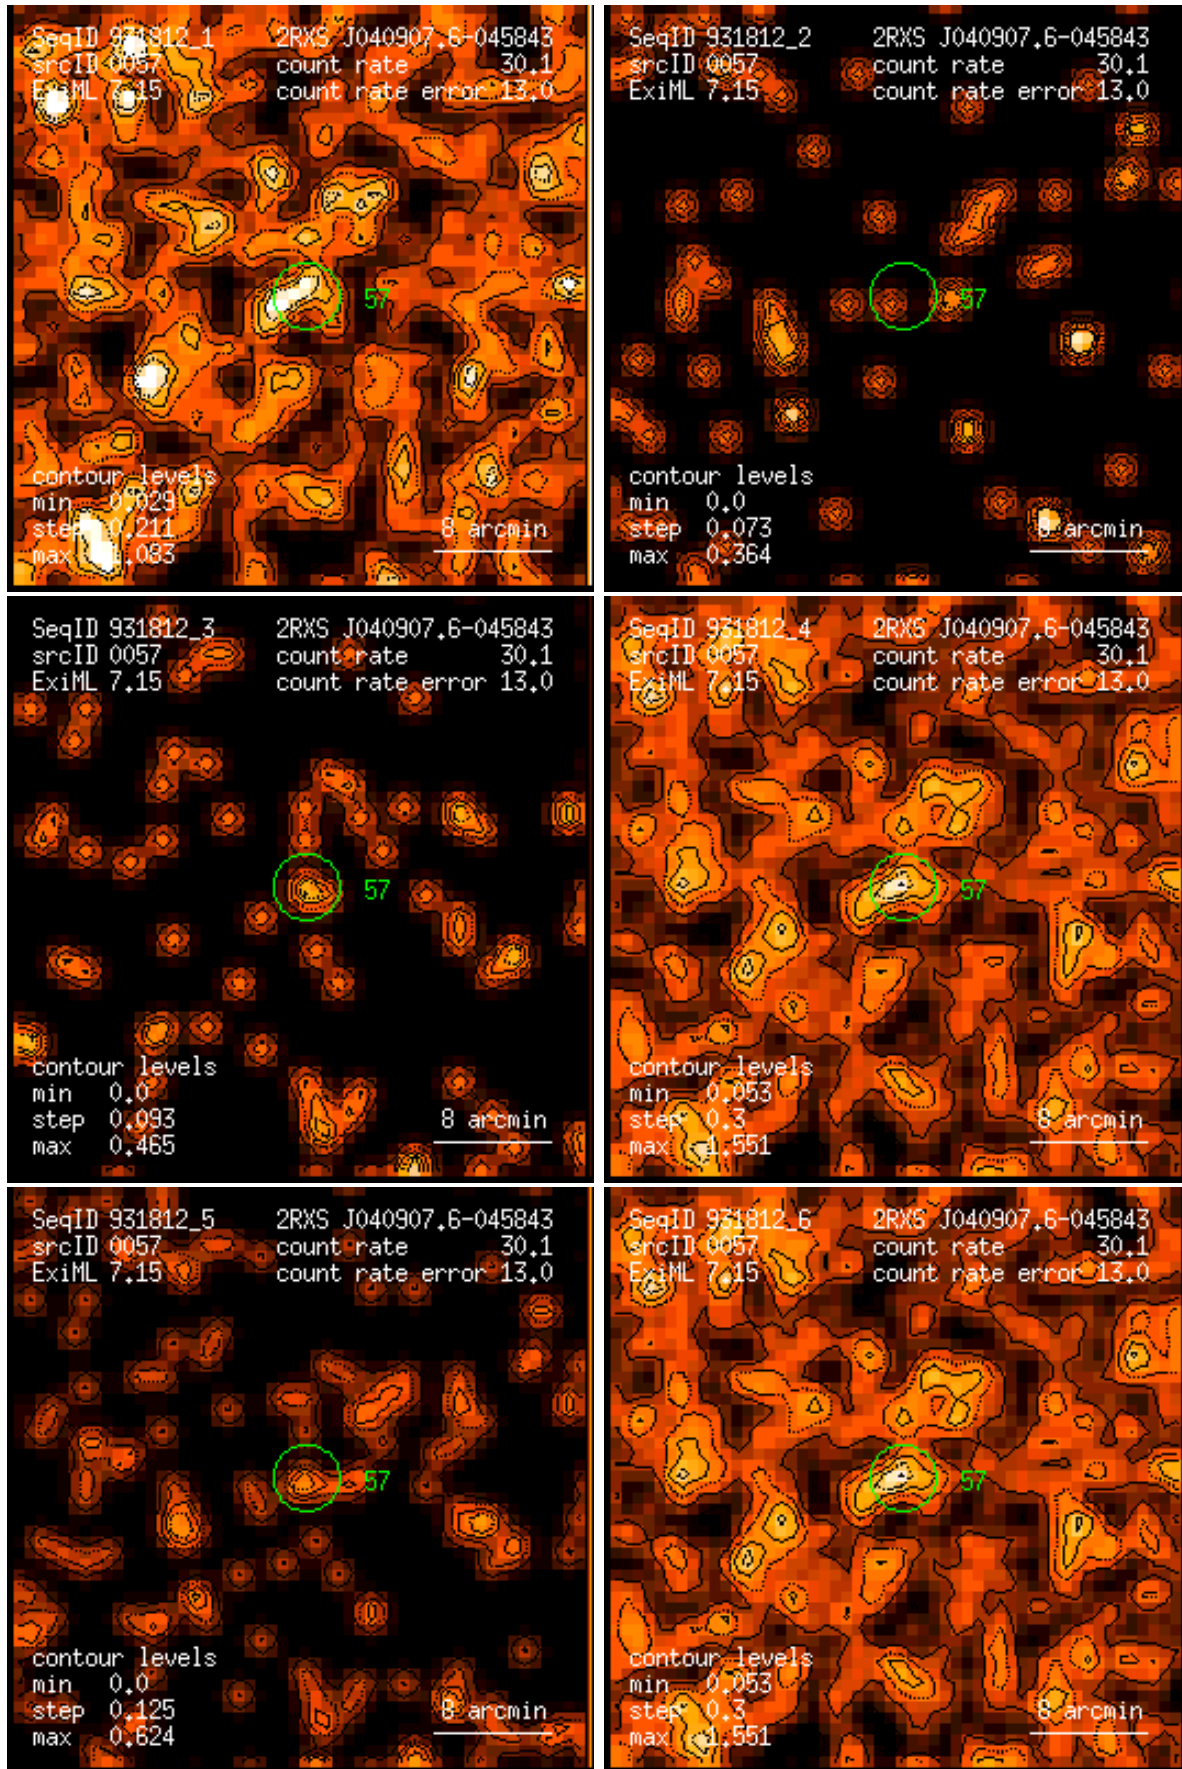 SeqID 931812_1 2RXS J040907.6-045843
srcID 0057 count rate 30.1
ExiML 7.15 count rate error 13.0
57
contour levels
min 0.029
step 0.211
max 1.083
8 arcmin
SeqID 931812_2 2RXS J040907.6-045843
srcID 0057 count rate 30.1
ExiML 7.15 count rate error 13.0
57
contour levels
min 0.0
step 0.073
max 0.364
8 arcmin
SeqID 931812_3 2RXS J040907.6-045843
srcID 0057 count rate 30.1
ExiML 7.15 count rate error 13.0
57
contour levels
min 0.0
step 0.093
max 0.465
8 arcmin
SeqID 931812_4 2RXS J040907.6-045843
srcID 0057 count rate 30.1
ExiML 7.15 count rate error 13.0
57
contour levels
min 0.053
step 0.3
max 1.551
8 arcmin
SeqID 931812_5 2RXS J040907.6-045843
srcID 0057 count rate 30.1
ExiML 7.15 count rate error 13.0
57
contour levels
min 0.0
step 0.125
max 0.624
8 arcmin
SeqID 931812_6 2RXS J040907.6-045843
srcID 0057 count rate 30.1
ExiML 7.15 count rate error 13.0
57
contour levels
min 0.053
step 0.3
max 1.551
8 arcmin